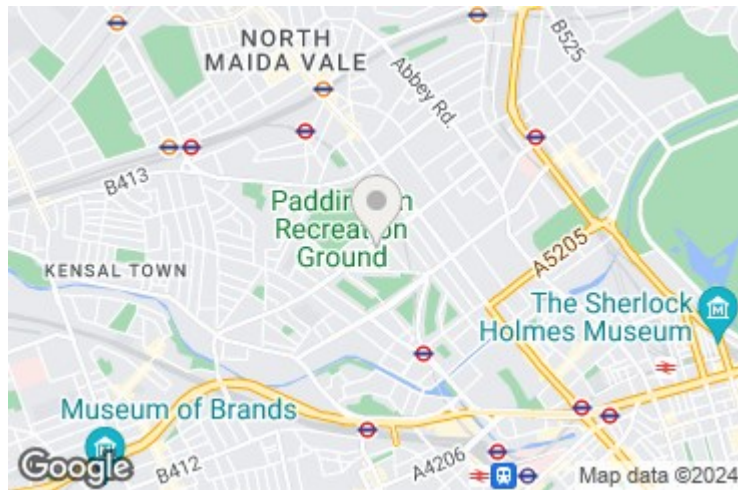 NORTH
MAIDA VALE
Abbey Rd.
B525
B413
Recreation
Ground
KENSAL TOWN
A5205
The Sherlock
Holmes Museum
Museum of Brands
B412
A4206
Google
Map data ©2024